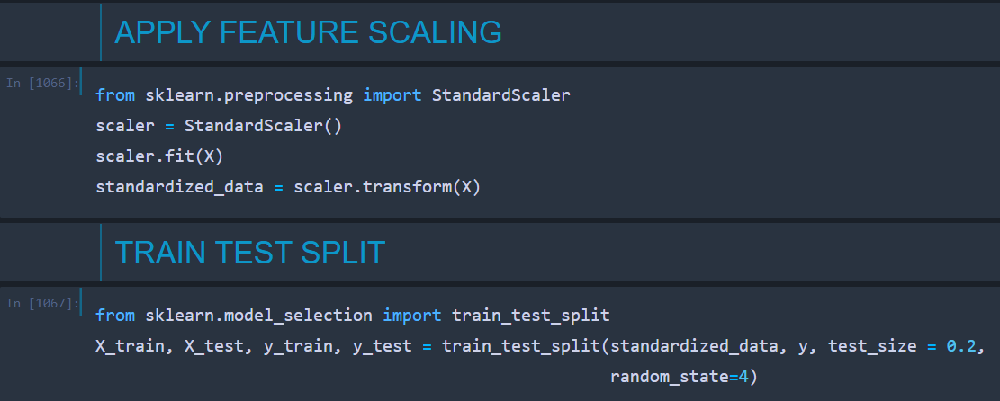 APPLY FEATURE SCALING
In [1066]:
from sklearn.preprocessing import StandardScaler
scaler = StandardScaler()
scaler.fit(X)
standardized_data = scaler.transform(X)
TRAIN TEST SPLIT
In [1067]:
from sklearn.model_selection import train_test_split
X_train, X_test, y_train, y_test = train_test_split(standardized_data, y, test_size = 0.2,
random_state=4)